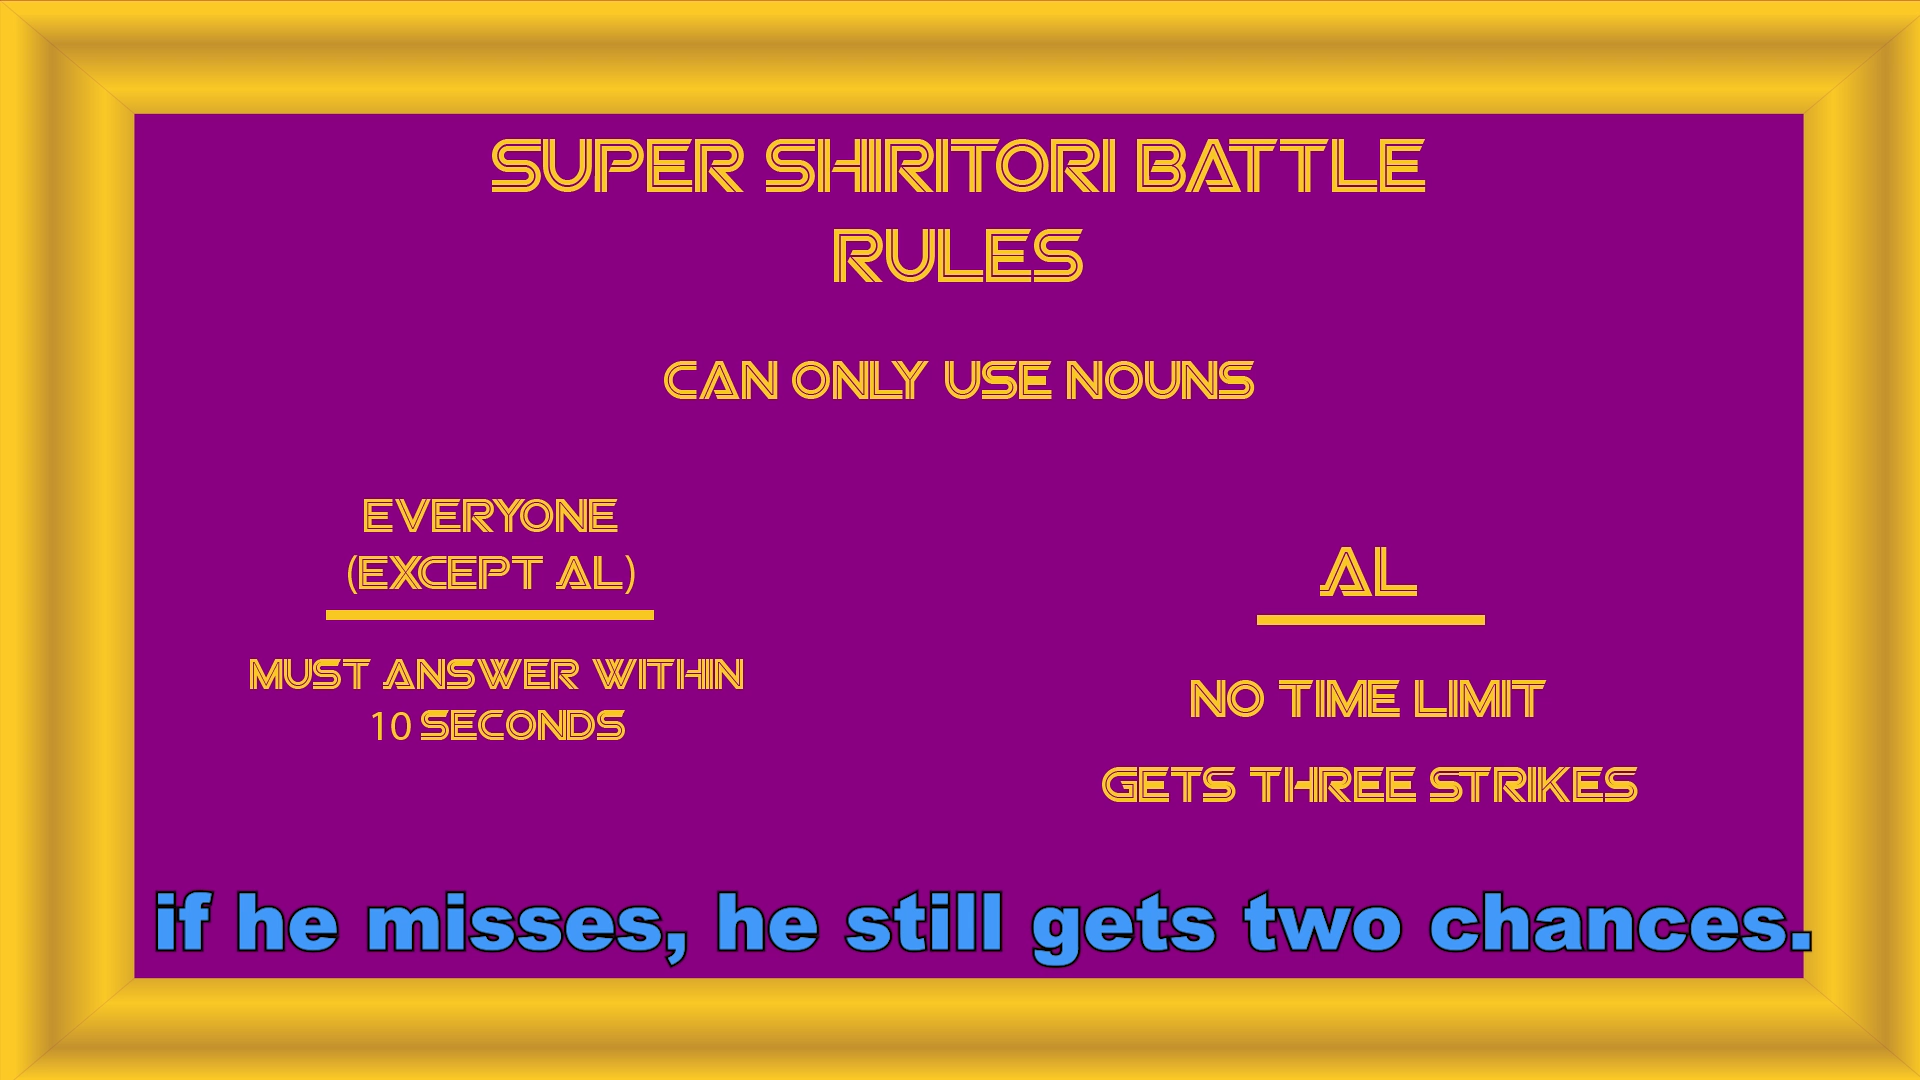 SUPER SHIRITORI BATTLE
RULES
CAN ONLY USE NOUNS
EVERYONE
(EXCEPT AL)
MUST ANSWER WITHIN
10 SECONDS
AL
NO TIME LIMIT
GETS THREE STRIKES
if he misses, he still gets two chances.